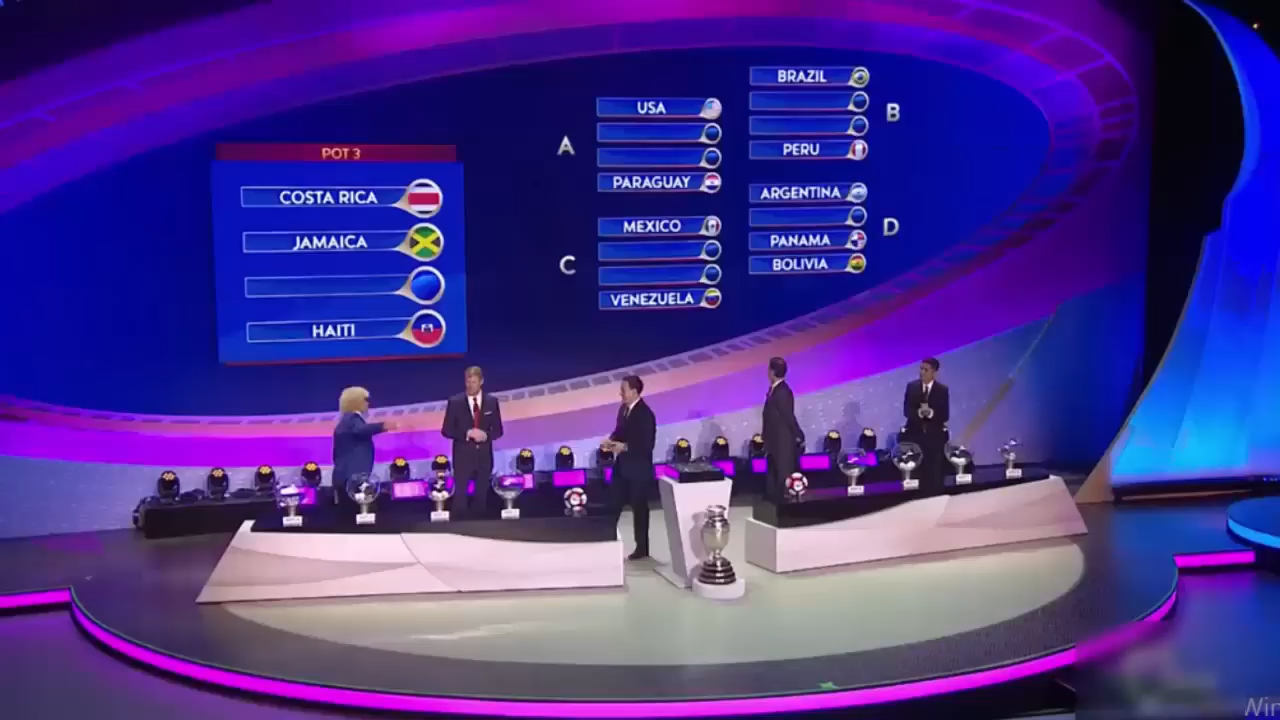 POT 3
COSTA RICA
JAMAICA
HAITI
A
USA
PARAGUAY
BRAZIL
PERU
B
C
MEXICO
VENEZUELA
ARGENTINA
PANAMA
BOLIVIA
D